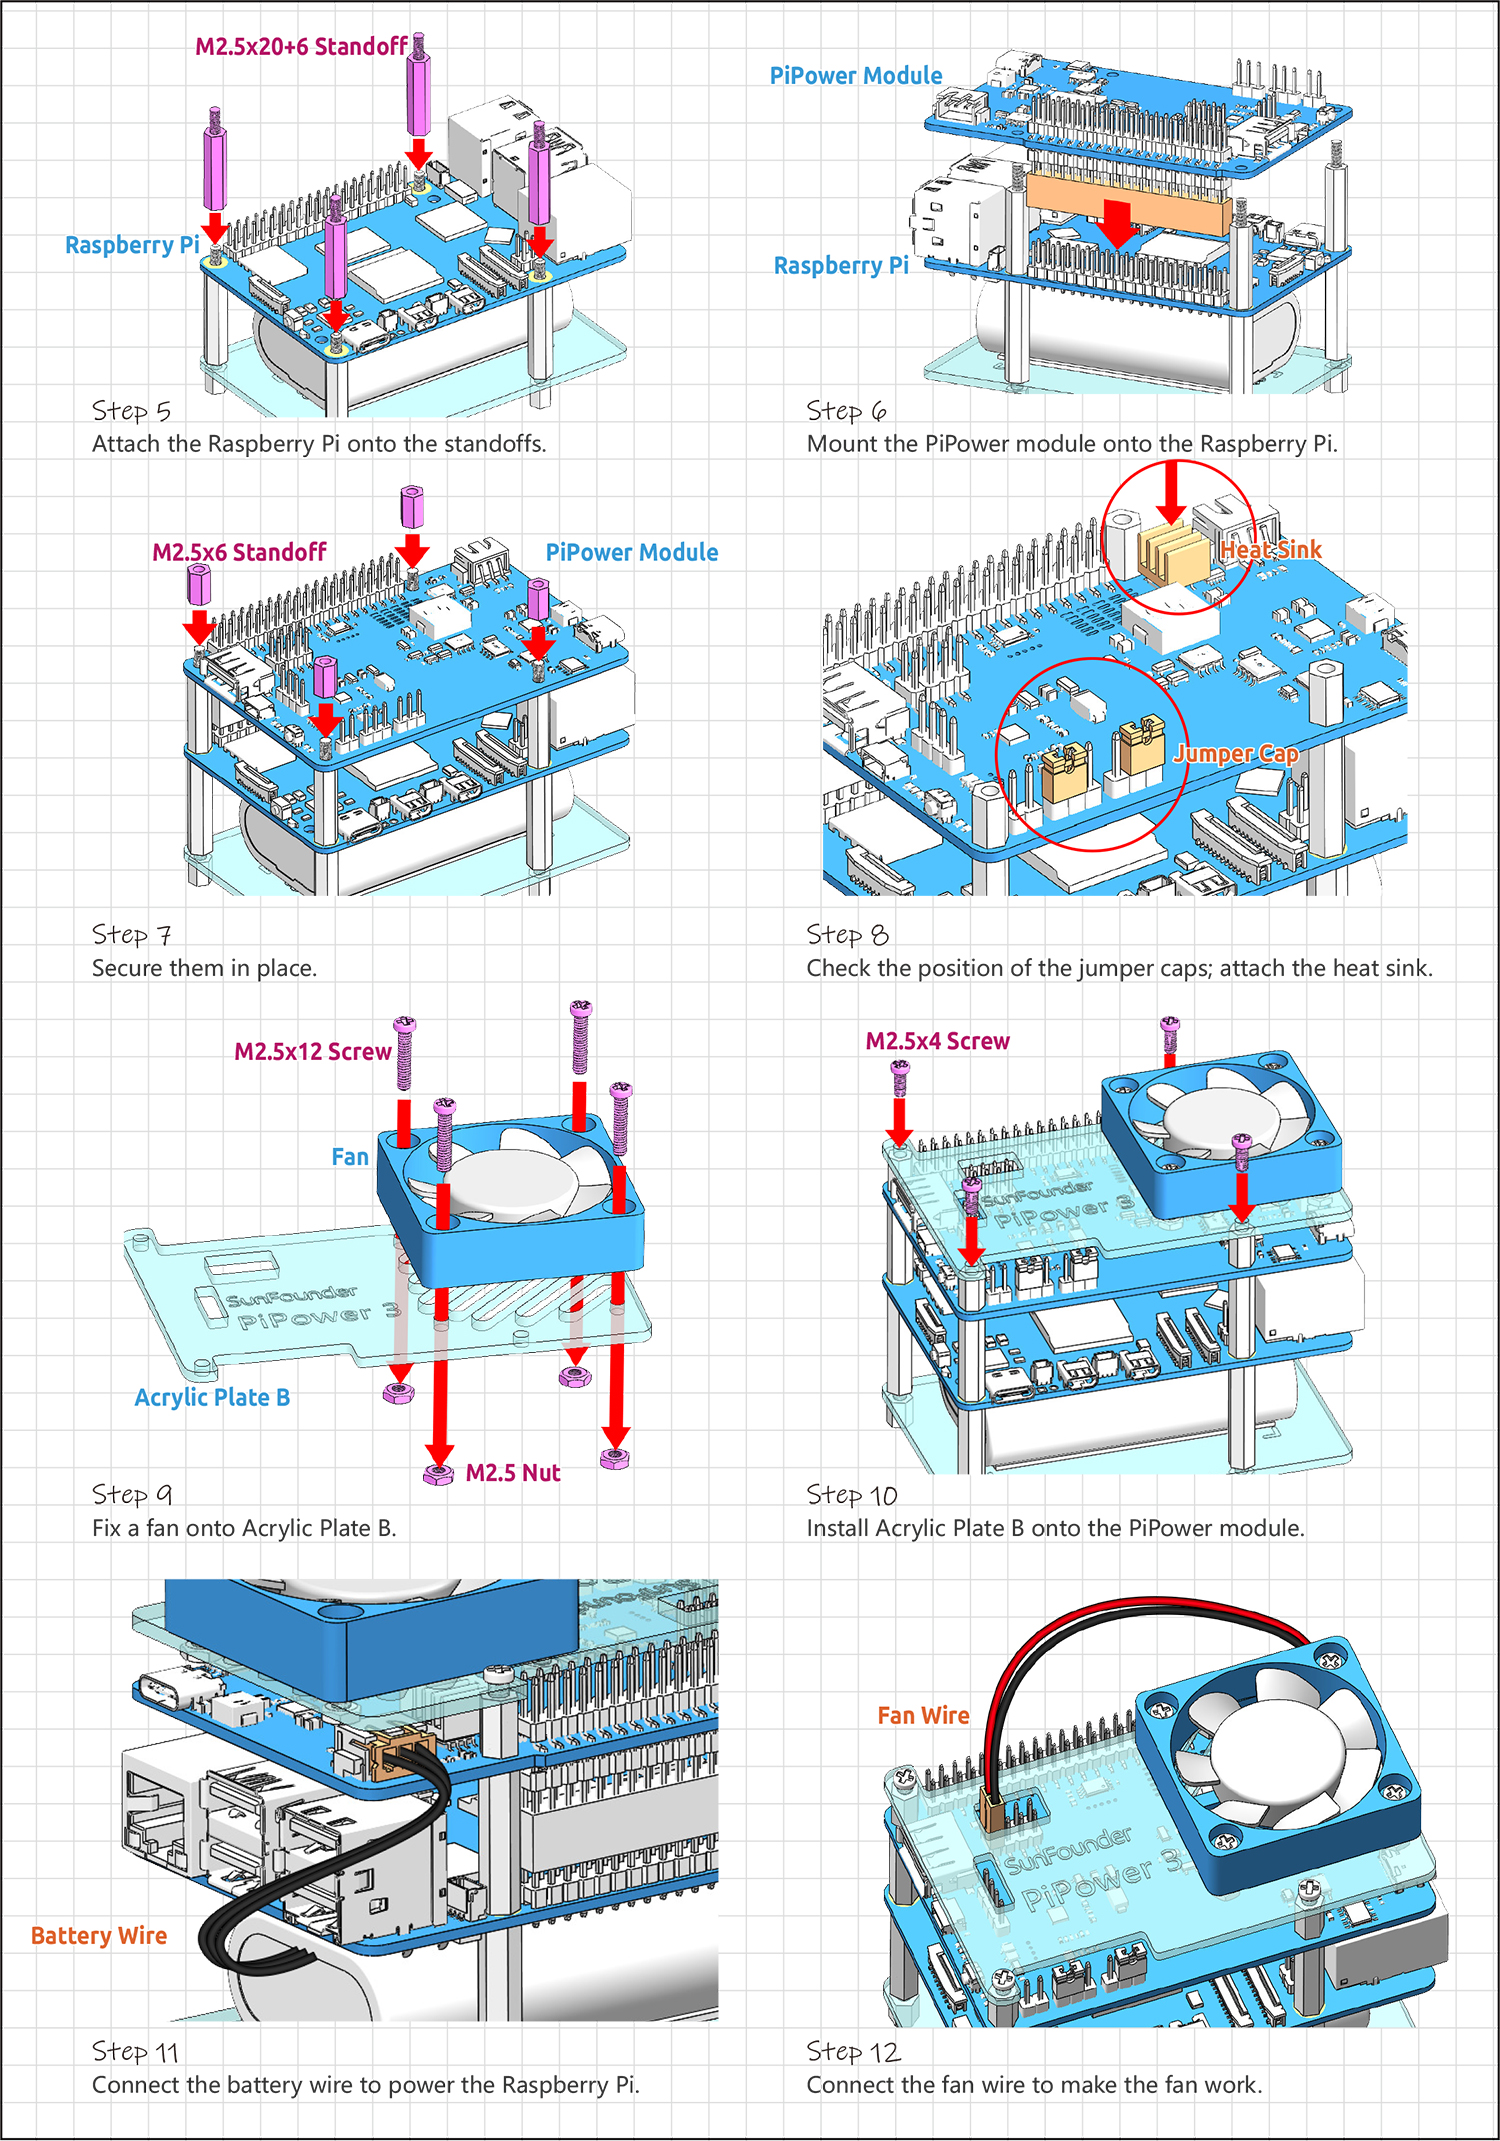 M2.5x20+6 Standoff
Raspberry Pi
Step 5
Attach the Raspberry Pi onto the standoffs.
PiPower Module
Raspberry Pi
Step 6
Mount the PiPower module onto the Raspberry Pi.
M2.5x6 Standoff
PiPower Module
Step 7
Secure them in place.
Heat Sink
Jumper Cap
Step 8
Check the position of the jumper caps; attach the heat sink.
M2.5x12 Screw
Fan
SunFounder
PiPower 3
Acrylic Plate B
M2.5 Nut
Step 9
Fix a fan onto Acrylic Plate B.
M2.5x4 Screw
SunFounder
PiPower 3
Step 10
Install Acrylic Plate B onto the PiPower module.
Battery Wire
Step 11
Connect the battery wire to power the Raspberry Pi.
Fan Wire
SunFounder
PiPower 3
Step 12
Connect the fan wire to make the fan work.